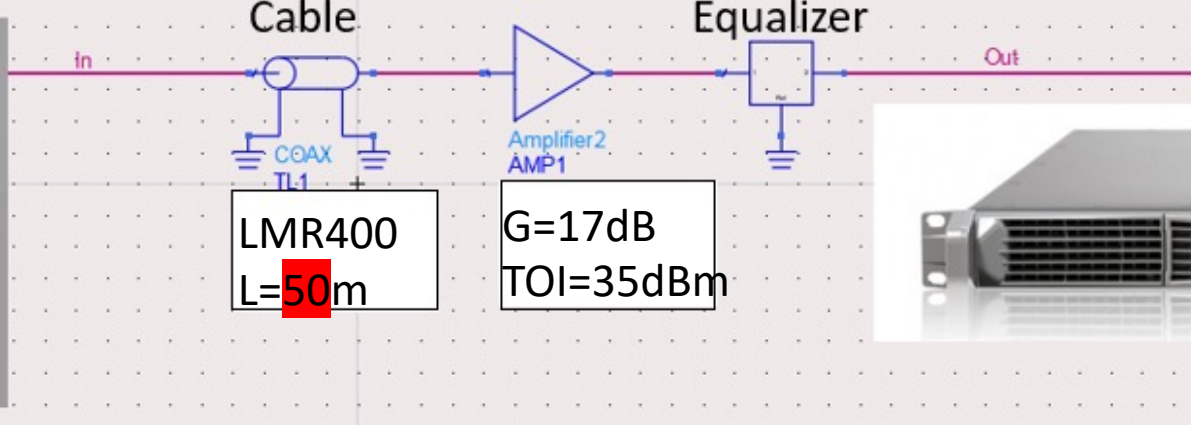 Cable
Equalizer
In
Out
COAX
TL1
Amplifier2
AMP1
LMR400
L=50m
G=17dB
TOI=35dBm